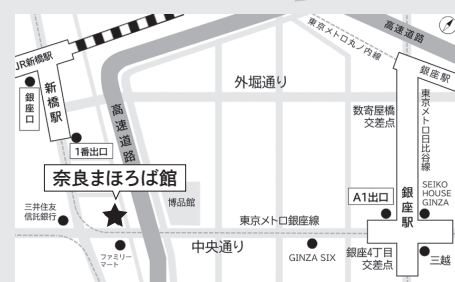 高速道路
東京メトロ丸ノ内線
JR新橋駅
銀座駅
外堀通り
新橋駅
銀座口
高速道路
数寄屋橋
交差点
東京メトロ日比谷線
1番出口
奈良まほろば館
博品館
三井住友
信託銀行
A1出口
銀座駅
SEIKO
HOUSE
GINZA
東京メトロ銀座線
中央通り
ファミリー
マート
GINZA SIX
銀座4丁目
交差点
三越